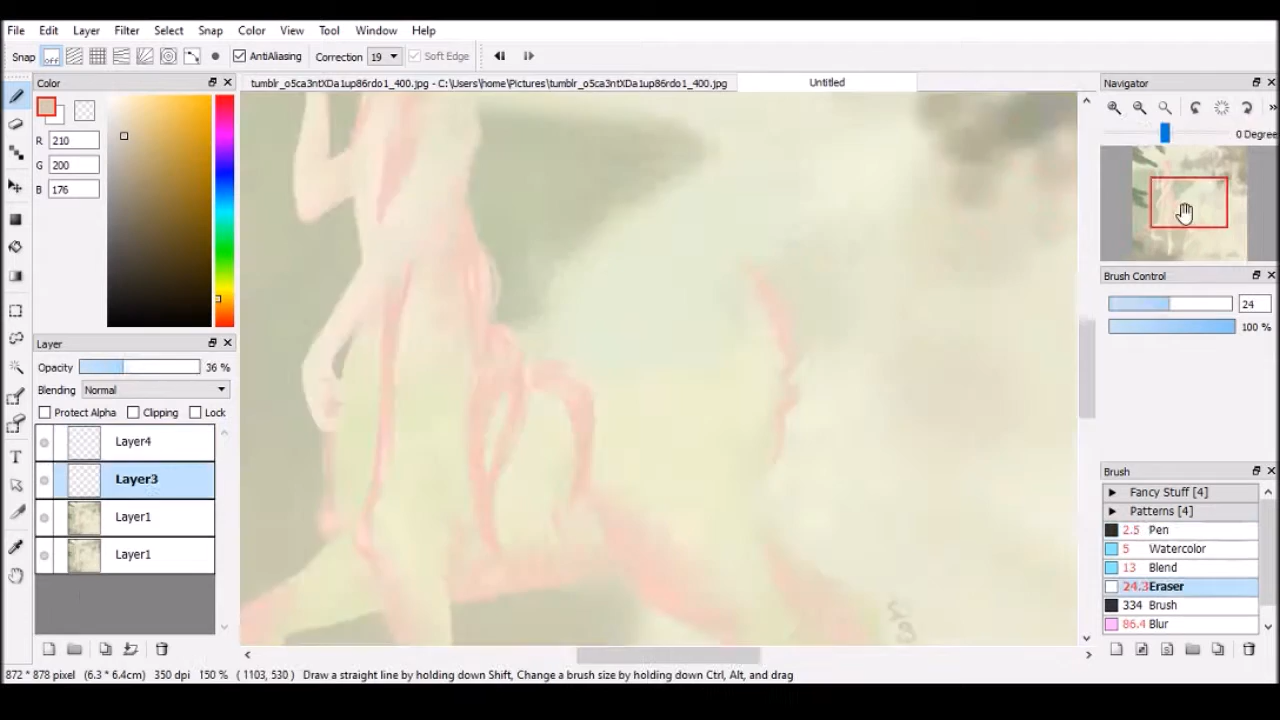 File Edit Layer Filter Select Snap Color View Tool Window Help
Snap off AntiAliasing Correction 19 Soft Edge
Color
tumblr_o5ca3ntXDa1up86rdo1_400.jpg - C:\Users\home\Pictures\tumblr_o5ca3ntXDa1up86rdo1_400.jpg
Untitled
Navigator
R 210
G 200
B 176
0 Degree
Brush Control
24
100 %
Layer
Opacity 36 %
Blending Normal
Protect Alpha Clipping Lock
Layer4
Layer3
Layer1
Layer1
Brush
Fancy Stuff [4]
Patterns [4]
2.5 Pen
5 Watercolor
13 Blend
24.3 Eraser
334 Brush
86.4 Blur
T
872 * 878 pixel (6.3 * 6.4cm) 350 dpi 150 % ( 1103, 530 ) Draw a straight line by holding down Shift, Change a brush size by holding down Ctrl, Alt, and drag